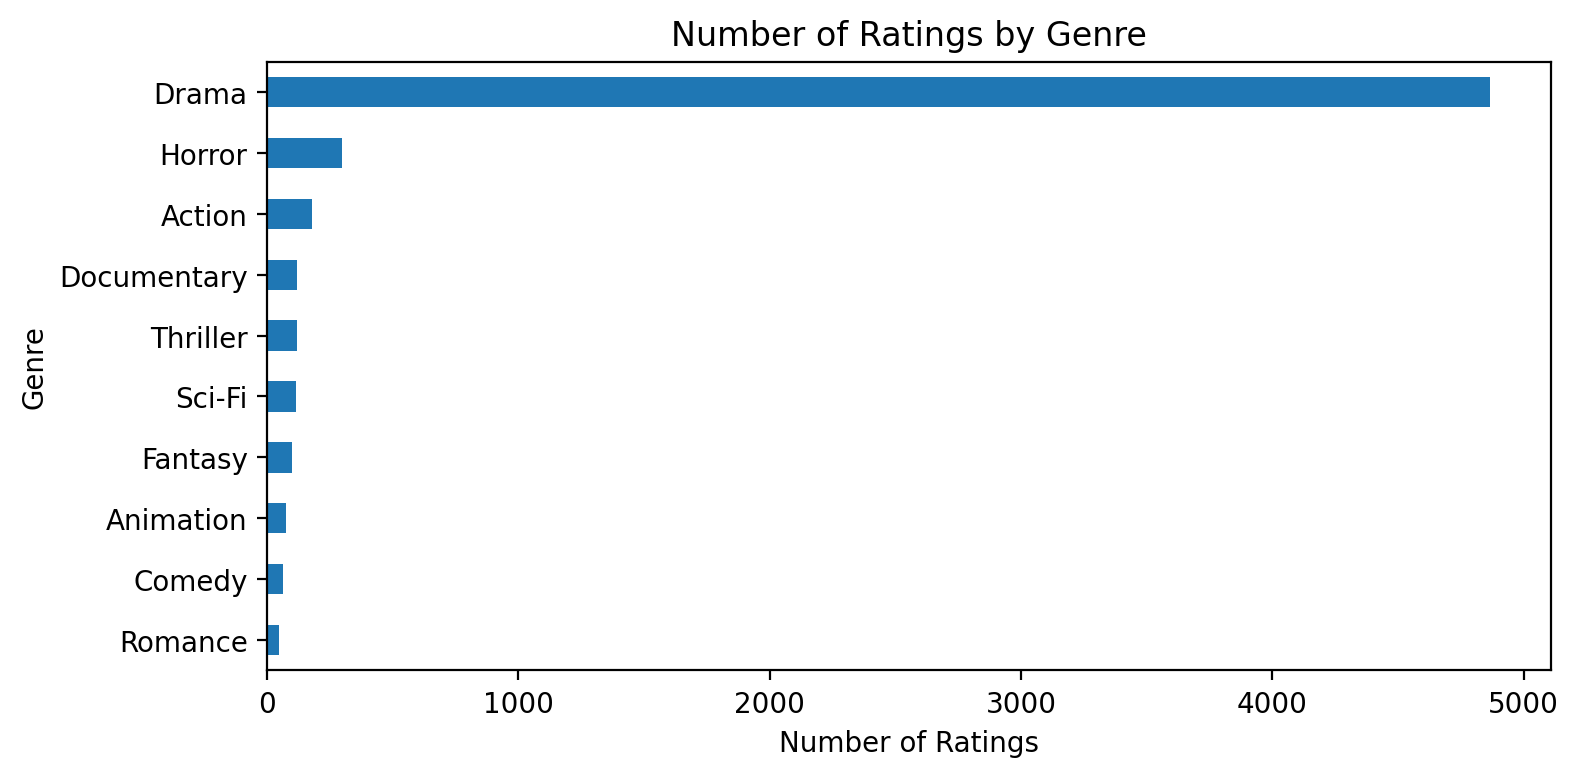 Number of Ratings by Genre
Drama
Horror
Action
Documentary
Thriller
Sci-Fi
Fantasy
Animation
Comedy
Romance
Genre
0 1000 2000 3000 4000 5000
Number of Ratings